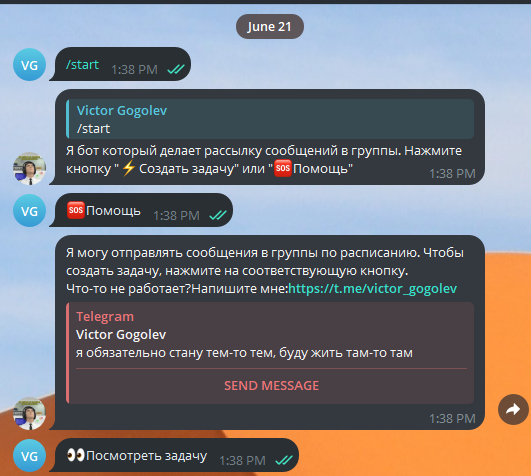 June 21
VG
/start
1:38 PM
Victor Gogolev
/start
Я бот который делает рассылку сообщений в группы. Нажмите
кнопку "⚡Создать задачу" или "🆘Помощь"
1:38 PM
VG
🆘Помощь
1:38 PM
Я могу отправлять сообщения в группы по расписанию. Чтобы
создать задачу, нажмите на соответствующую кнопку.
Что-то не работает?Напишите мне:https://t.me/victor_gogolev
Telegram
Victor Gogolev
я обязательно стану тем-то тем, буду жить там-то там
SEND MESSAGE
1:38 PM
VG
👀Посмотреть задачу
1:38 PM